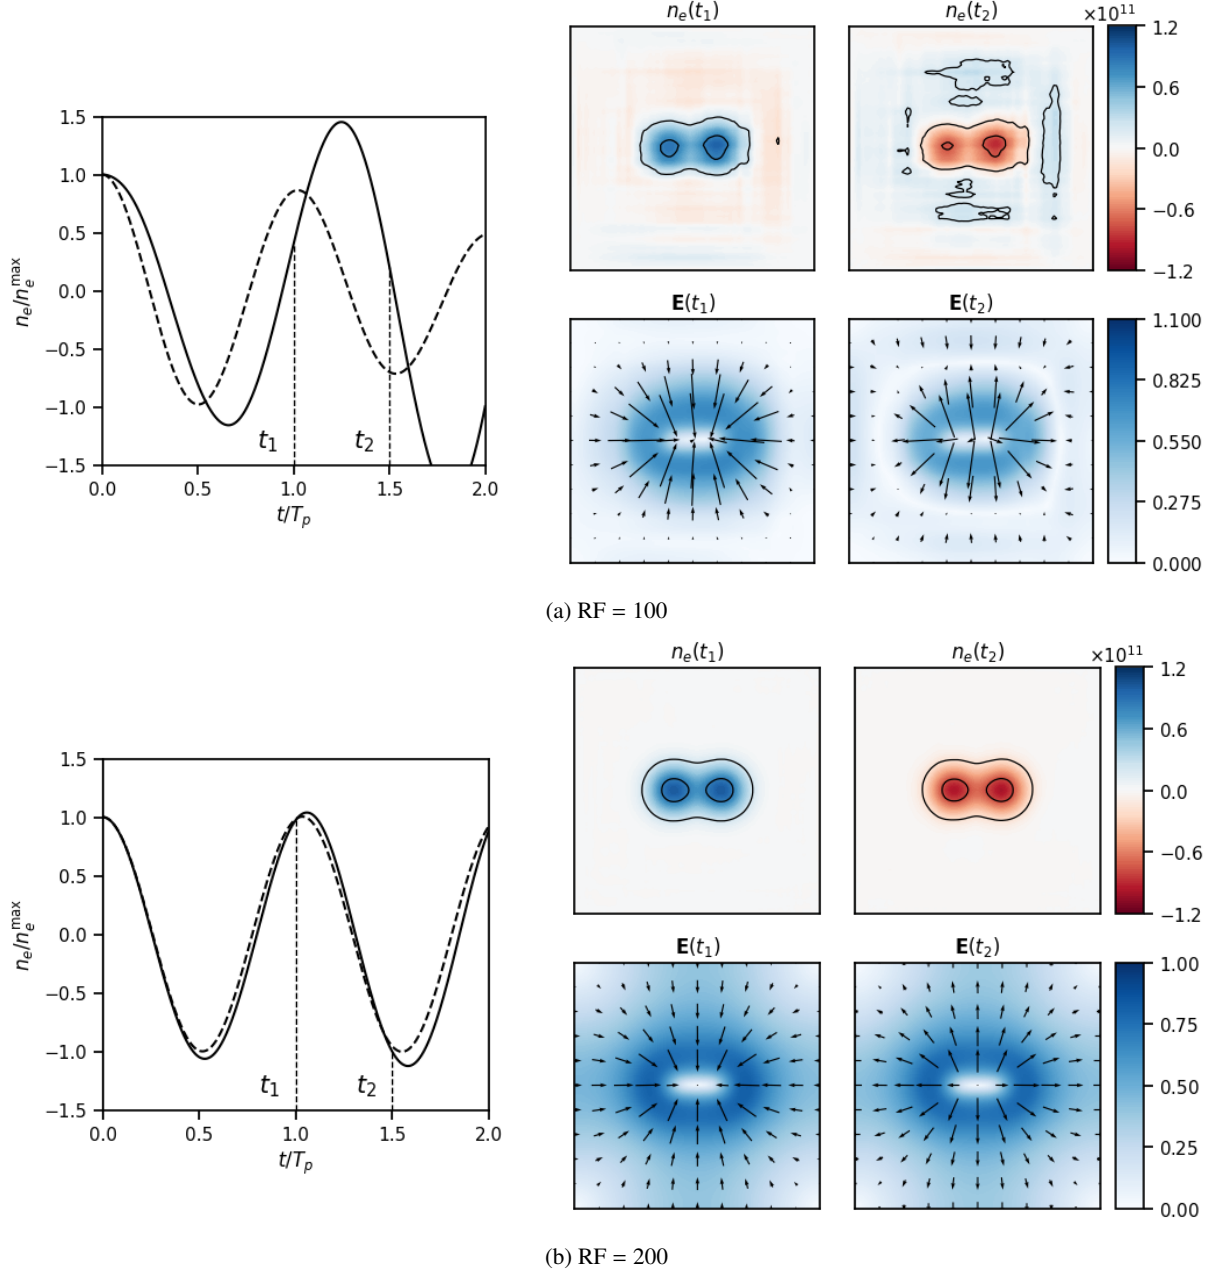 n_e(t_1) n_e(t_2) ×10^11
1.2
0.6
0.0
−0.6
−1.2
1.5
1.0
0.5
0.0
−0.5
−1.0
−1.5
n_e/n_e^max
t_1 t_2
0.0 0.5 1.0 1.5 2.0
t/T_p
E(t_1) E(t_2)
1.100
0.825
0.550
0.275
0.000
(a) RF = 100
n_e(t_1) n_e(t_2) ×10^11
1.2
0.6
0.0
−0.6
−1.2
1.5
1.0
0.5
0.0
−0.5
−1.0
−1.5
n_e/n_e^max
t_1 t_2
0.0 0.5 1.0 1.5 2.0
t/T_p
E(t_1) E(t_2)
1.00
0.75
0.50
0.25
0.00
(b) RF = 200